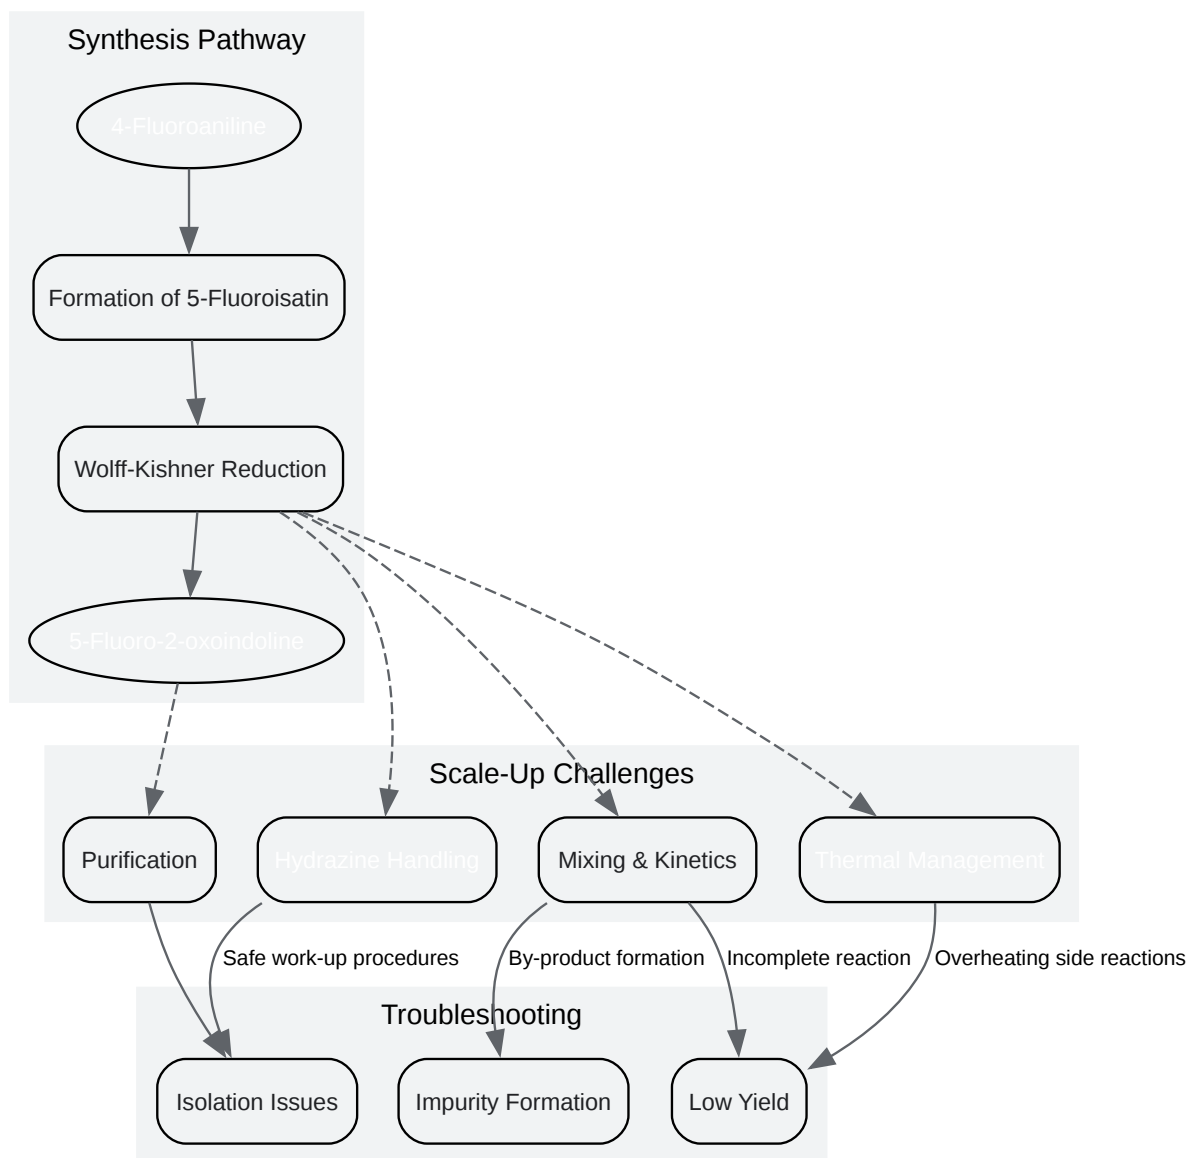 Synthesis Pathway
4-Fluoroaniline
Formation of 5-Fluoroisatin
Wolff-Kishner Reduction
5-Fluoro-2-oxoindoline
Scale-Up Challenges
Purification
Hydrazine Handling
Mixing & Kinetics
Thermal Management
Safe work-up procedures
By-product formation
Incomplete reaction
Overheating side reactions
Troubleshooting
Isolation Issues
Impurity Formation
Low Yield